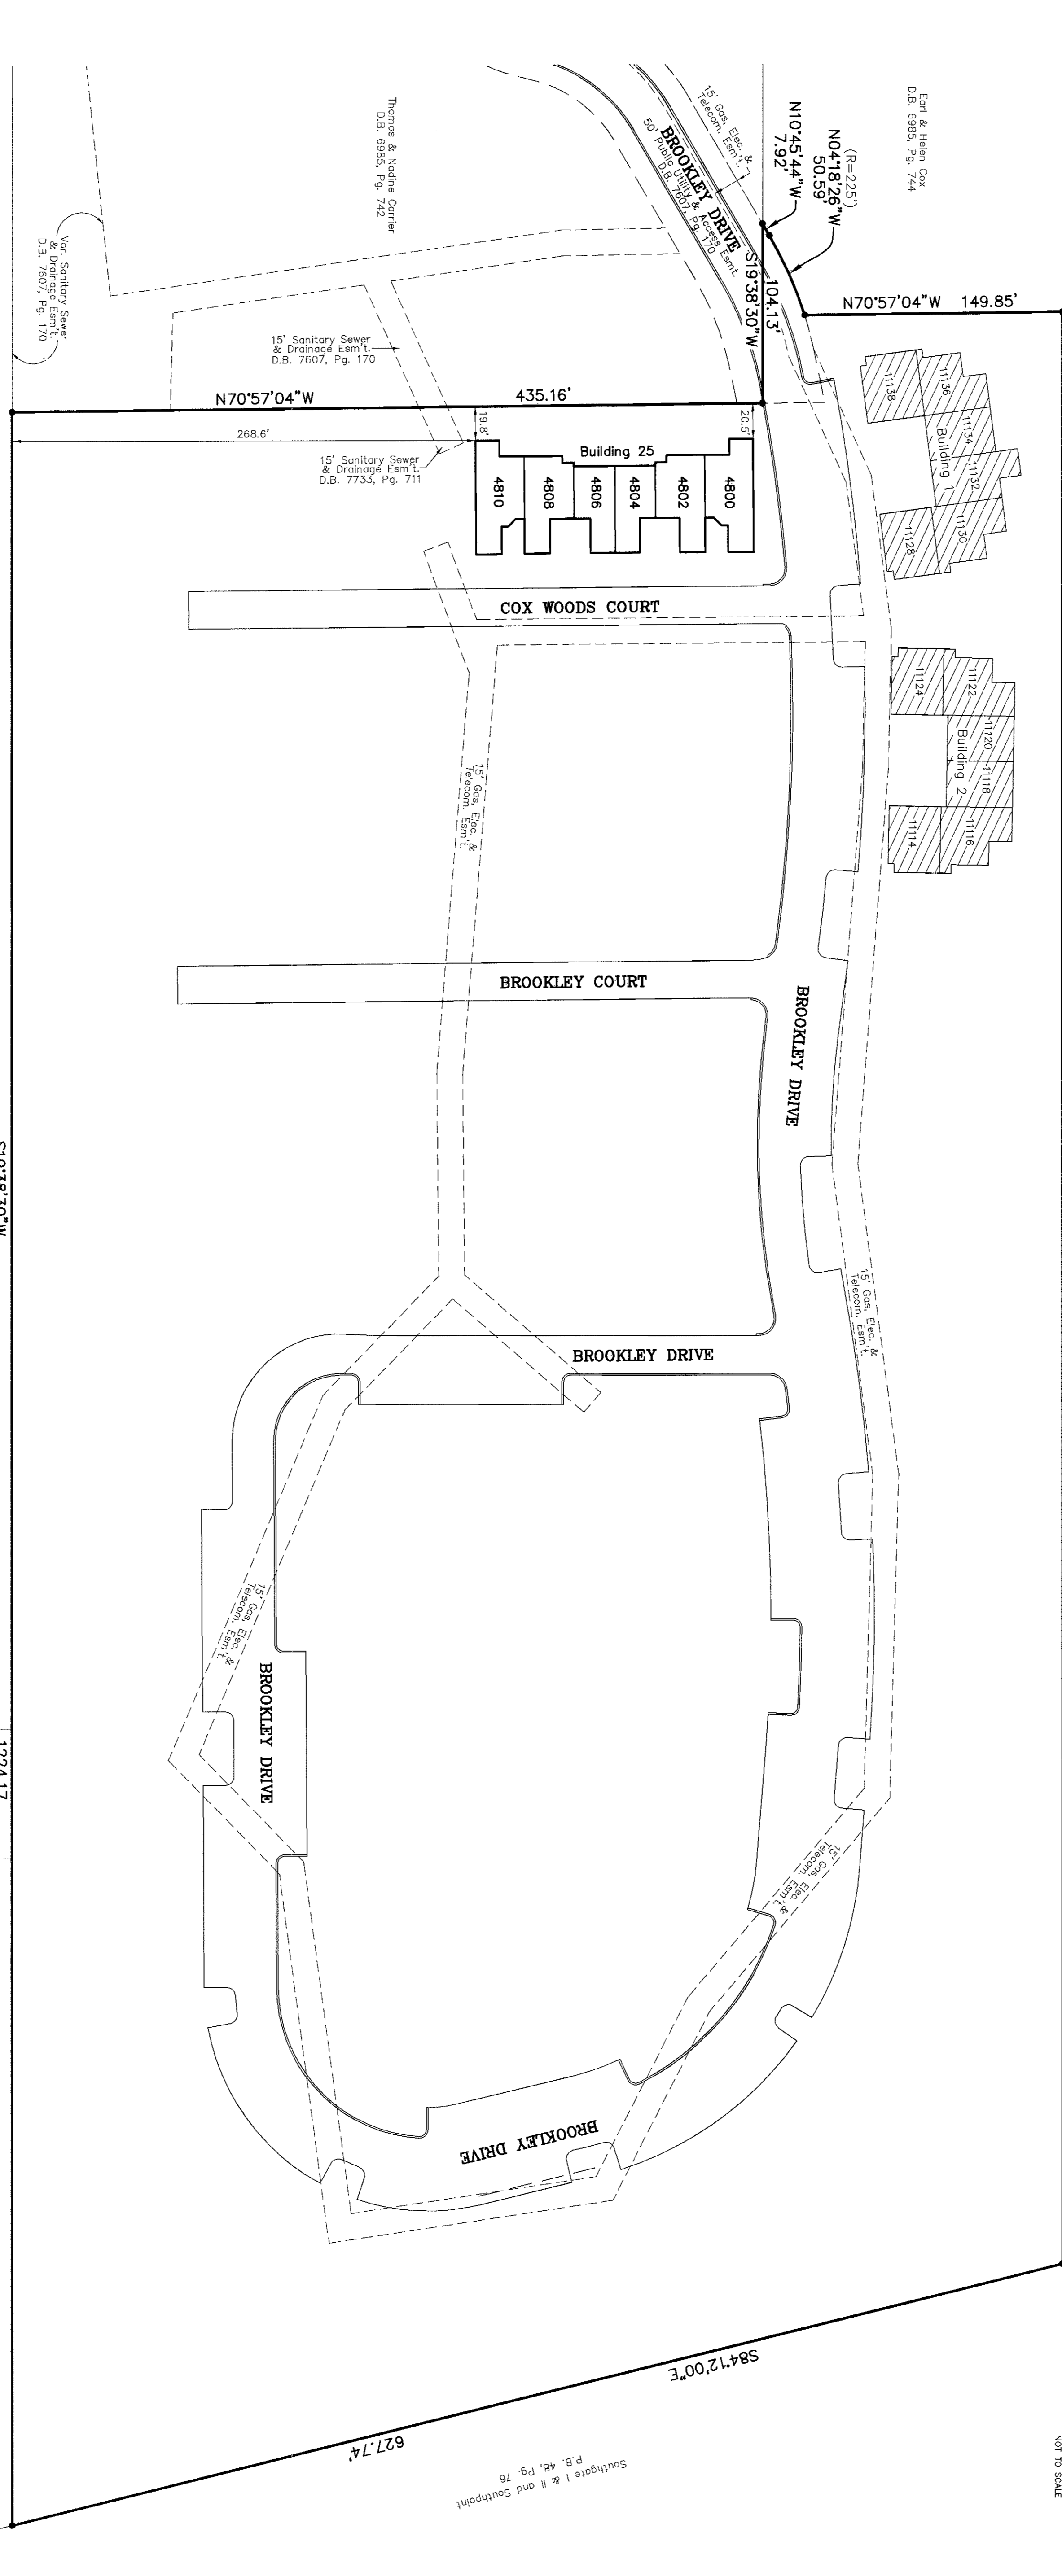 Earl & Helen Cox
D.B. 6985, Pg. 744
(R=225')
N04°18'26"W
50.59'
N10°45'44"W
7.92'
15' Gas, Elec. &
Telecom. Esm't.
BROOKLEY DRIVE
50' Public Utility & Access Esmt.
D.B. 7607, Pg. 170
S19°38'30"W
104.13'
N70°57'04"W 149.85'
Thomas & Nadine Carrier
D.B. 6985, Pg. 742
Var. Sanitary Sewer
& Drainage Esm't.
D.B. 7607, Pg. 170
15' Sanitary Sewer
& Drainage Esm't.
D.B. 7607, Pg. 170
N70°57'04"W
435.16'
268.6'
19.8'
20.5'
15' Sanitary Sewer
& Drainage Esm't.
D.B. 7733, Pg. 711
Building 25
4810
4808
4806
4804
4802
4800
11138
11136
11134
11132
Building 1
11130
11128
COX WOODS COURT
11124
11122
11120
11118
Building 2
11116
11114
15' Gas, Elec. &
Telecom. Esm't.
BROOKLEY COURT
BROOKLEY DRIVE
S19°38'30"W
15' Gas, Elec. &
Telecom. Esm't.
BROOKLEY DRIVE
15' Gas, Elec. &
Telecom. Esm't.
BROOKLEY DRIVE
1224.17
15' Gas, Elec. &
Telecom. Esm't.
BROOKLEY DRIVE
S84°12'00"E
627.74'
Southgate I & II and Southpoint
P.B. 48, Pg. 76
NOT TO SCALE